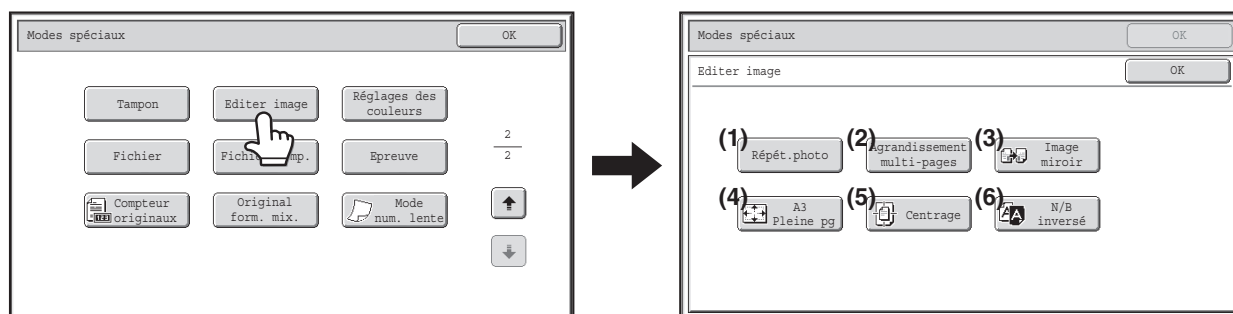 Modes spéciaux
OK
Tampon
Editer image
Réglages des
couleurs
Fichier
Epreuve
Compteur
originaux
Original
form. mix.
Mode
num. lente
2
2
Modes spéciaux
OK
Editer image
OK
(1)
Répét.photo
(2)
Agrandissement
multi-pages
(3)
Image
miroir
(4)
A3
Pleine pg
(5)
Centrage
(6)
N/B
inversé